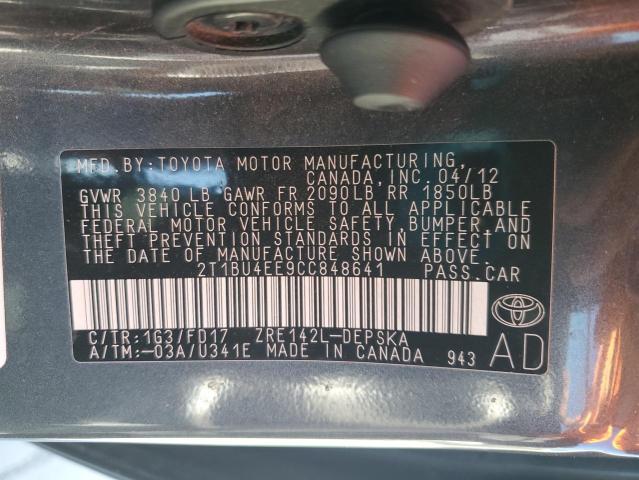 MFD.BY:TOYOTA MOTOR MANUFACTURING,
CANADA, INC. 04/12
GVWR 3840 LB GAWR FR 2090LB RR 1850LB
THIS VEHICLE CONFORMS TO ALL APPLICABLE
FEDERAL MOTOR VEHICLE SAFETY,BUMPER,AND
THEFT PREVENTION STANDARDS IN EFFECT ON
THE DATE OF MANUFACTURE SHOWN ABOVE.
2T1BU4EE9CC848641 PASS.CAR
C/TR:1G3/FD17 ZRE142L-DEPSKA
A/TM:-03A/U341E MADE IN CANADA 943 AD